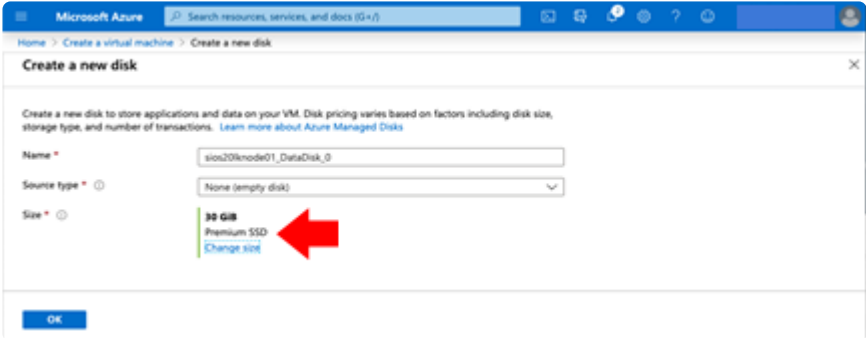 Microsoft Azure
Search resources, services, and docs (G+/)
Home > Create a virtual machine > Create a new disk
Create a new disk
Create a new disk to store applications and data on your VM. Disk pricing varies based on factors including disk size,
storage type, and number of transactions. Learn more about Azure Managed Disks
Name *
sios20lknode01_DataDisk_0
Source type *
None (empty disk)
Size *
30 GiB
Premium SSD
Change size
OK